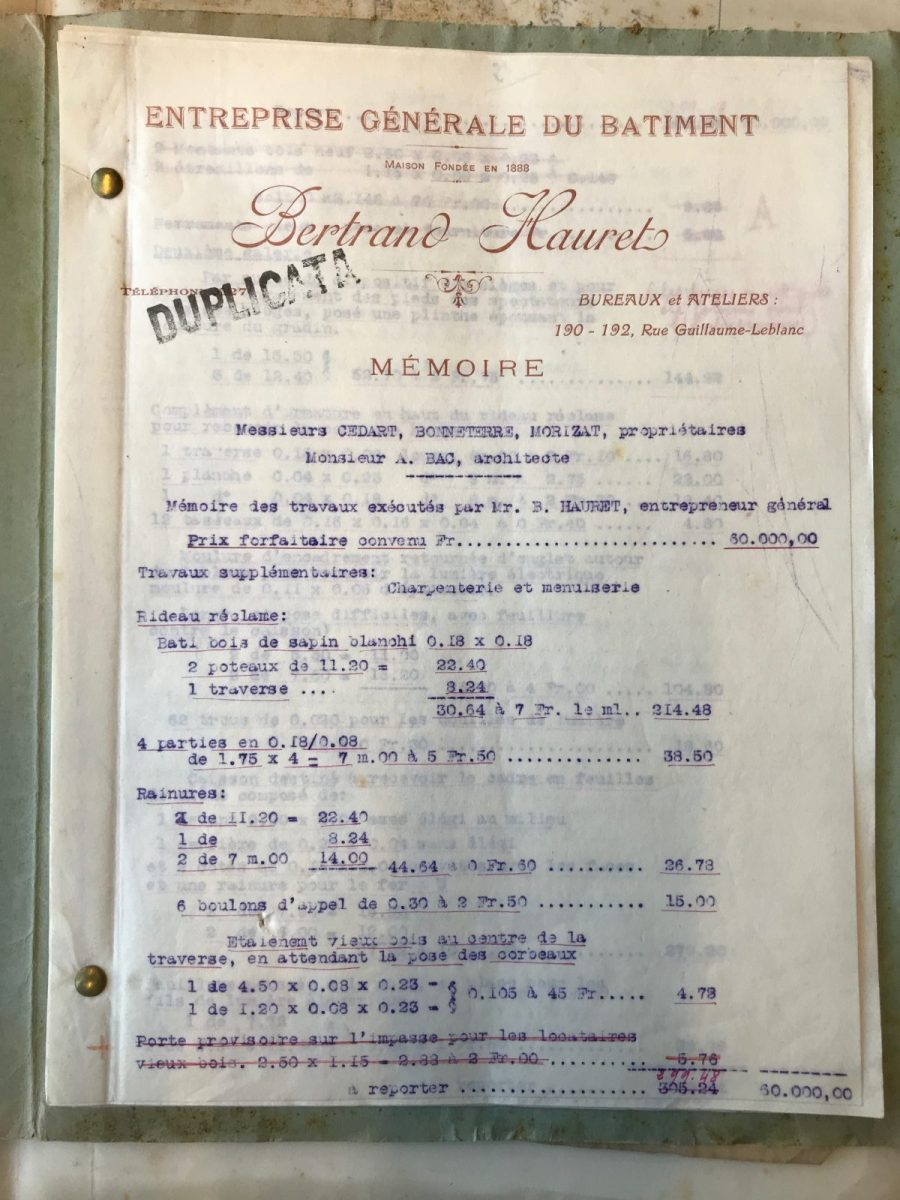 ENTREPRISE GÉNÉRALE DU BATIMENT
MAISON FONDÉE EN 1888
Bertrand Hauret
TÉLÉPHONE 27
DUPLICATA
BUREAUX et ATELIERS :
190 - 192, Rue Guillaume-Leblanc
MÉMOIRE
Messieurs CEDART, BONNETERRE, MORIZAT, propriétaires
Monsieur A. BAC, architecte
Mémoire des travaux exécutés par Mr. B. HAURET, entrepreneur général
Prix forfaitaire convenu Fr........................... 60.000,00
Travaux supplémentaires:
Charpenterie et menuiserie
Rideau réclame:
Bati bois de sapin blanchi 0.18 x 0.18
2 poteaux de 11.20 = 22.40
1 traverse .... 8.24
30.64 à 7 Fr. le ml.. 214.48
4 parties en 0.18/0.08
de 1.75 x 4 = 7 m.00 à 5 Fr.50 .............. 38.50
Rainures:
2 de 11.20 = 22.40
1 de 8.24
2 de 7 m.00 14.00
44.64 à 0 Fr.60 .......... 26.78
6 boulons d'appel de 0.30 à 2 Fr.50 ........... 15.00
Etalement vieux bois au centre de la
traverse, en attendant la pose des corbeaux
1 de 4.50 x 0.08 x 0.23 =
1 de 1.20 x 0.08 x 0.23 =
0.105 à 45 Fr..... 4.73
Porte provisoire sur l'impasse pour les locataires
vieux bois. 2.50 x 1.15 = 2.88 à 2 Fr.00 .......... 5.76
299.48
à reporter .................. 305.24 60.000,00